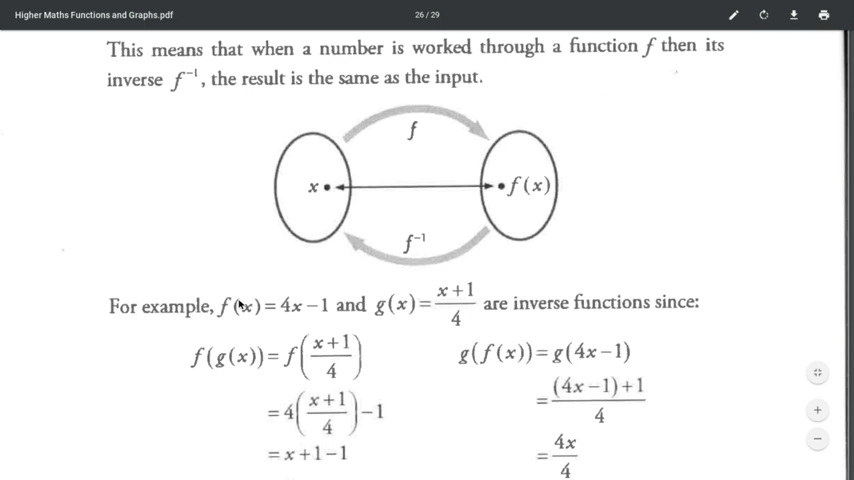 Higher Maths Functions and Graphs.pdf
26 / 29
This means that when a number is worked through a function f then its
inverse f⁻¹, the result is the same as the input.
f
x • • f(x)
f⁻¹
For example, f(x) = 4x − 1 and g(x) = (x+1)/4 are inverse functions since:
f(g(x)) = f((x+1)/4)
= 4((x+1)/4) − 1
= x + 1 − 1
g(f(x)) = g(4x − 1)
= ((4x−1)+1)/4
= 4x/4